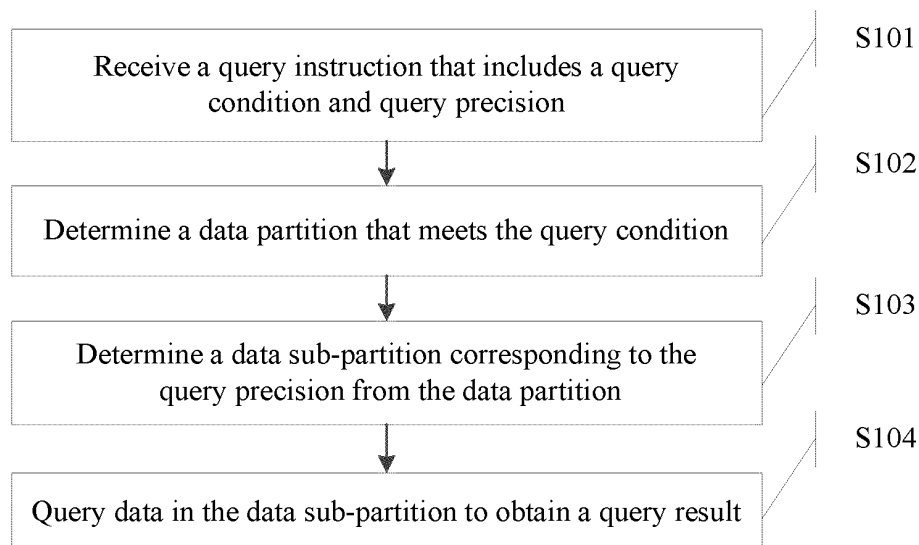 S101
Receive a query instruction that includes a query
condition and query precision
S102
Determine a data partition that meets the query condition
S103
Determine a data sub-partition corresponding to the
query precision from the data partition
S104
Query data in the data sub-partition to obtain a query result